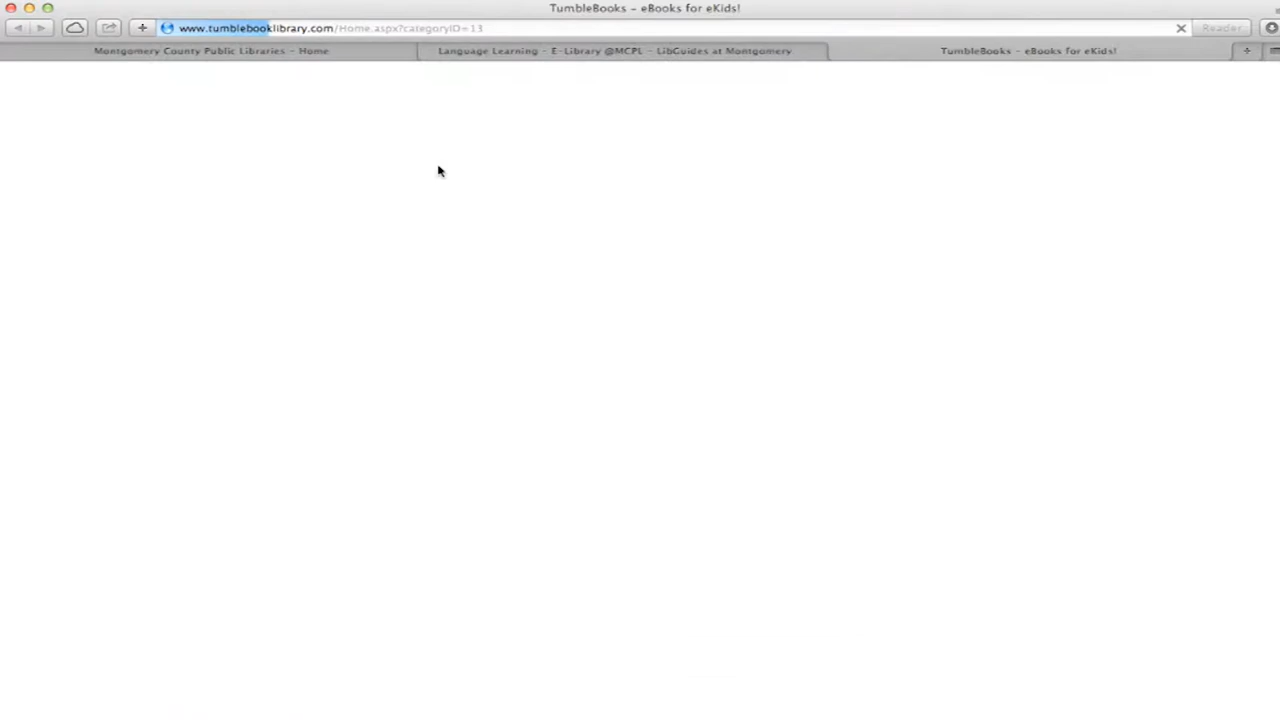 TumbleBooks – eBooks for eKids!
www.tumblebooklibrary.com/Home.aspx?categoryID=13
Reader
Montgomery County Public Libraries – Home
Language Learning - E-Library @MCPL - LibGuides at Montgomery
TumbleBooks – eBooks for eKids!